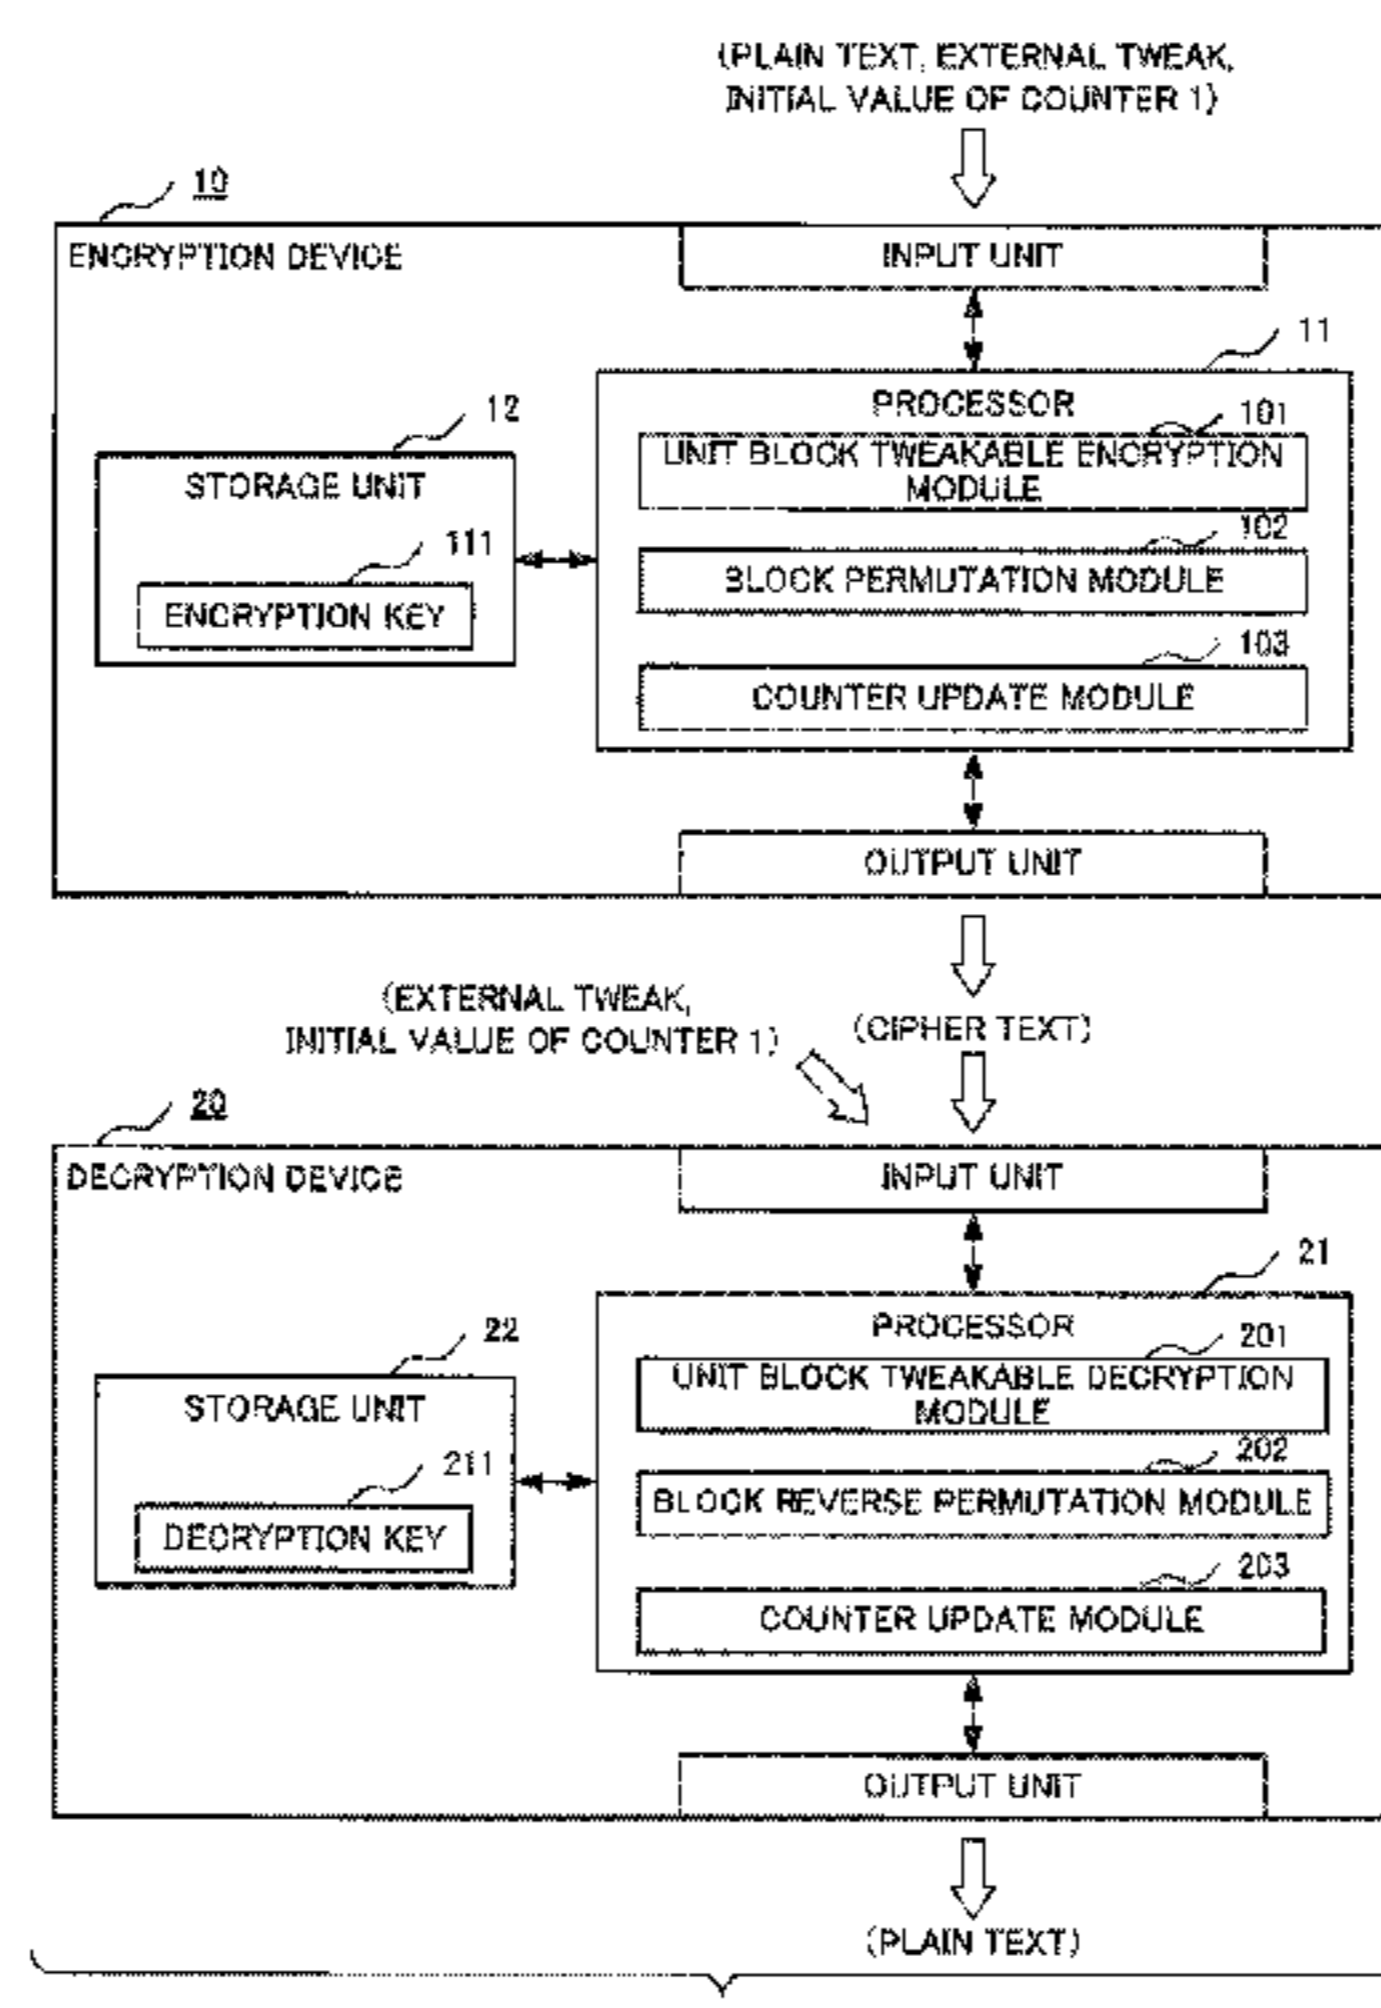 (PLAIN TEXT, EXTERNAL TWEAK,
INITIAL VALUE OF COUNTER 1)
10
ENCRYPTION DEVICE
INPUT UNIT
11
PROCESSOR
12
101
UNIT BLOCK TWEAKABLE ENCRYPTION
MODULE
STORAGE UNIT
102
111
BLOCK PERMUTATION MODULE
ENCRYPTION KEY
103
COUNTER UPDATE MODULE
OUTPUT UNIT
(EXTERNAL TWEAK,
INITIAL VALUE OF COUNTER 1)
(CIPHER TEXT)
20
DECRYPTION DEVICE
INPUT UNIT
21
PROCESSOR
22
201
UNIT BLOCK TWEAKABLE DECRYPTION
MODULE
STORAGE UNIT
202
211
BLOCK REVERSE PERMUTATION MODULE
DECRYPTION KEY
203
COUNTER UPDATE MODULE
OUTPUT UNIT
(PLAIN TEXT)